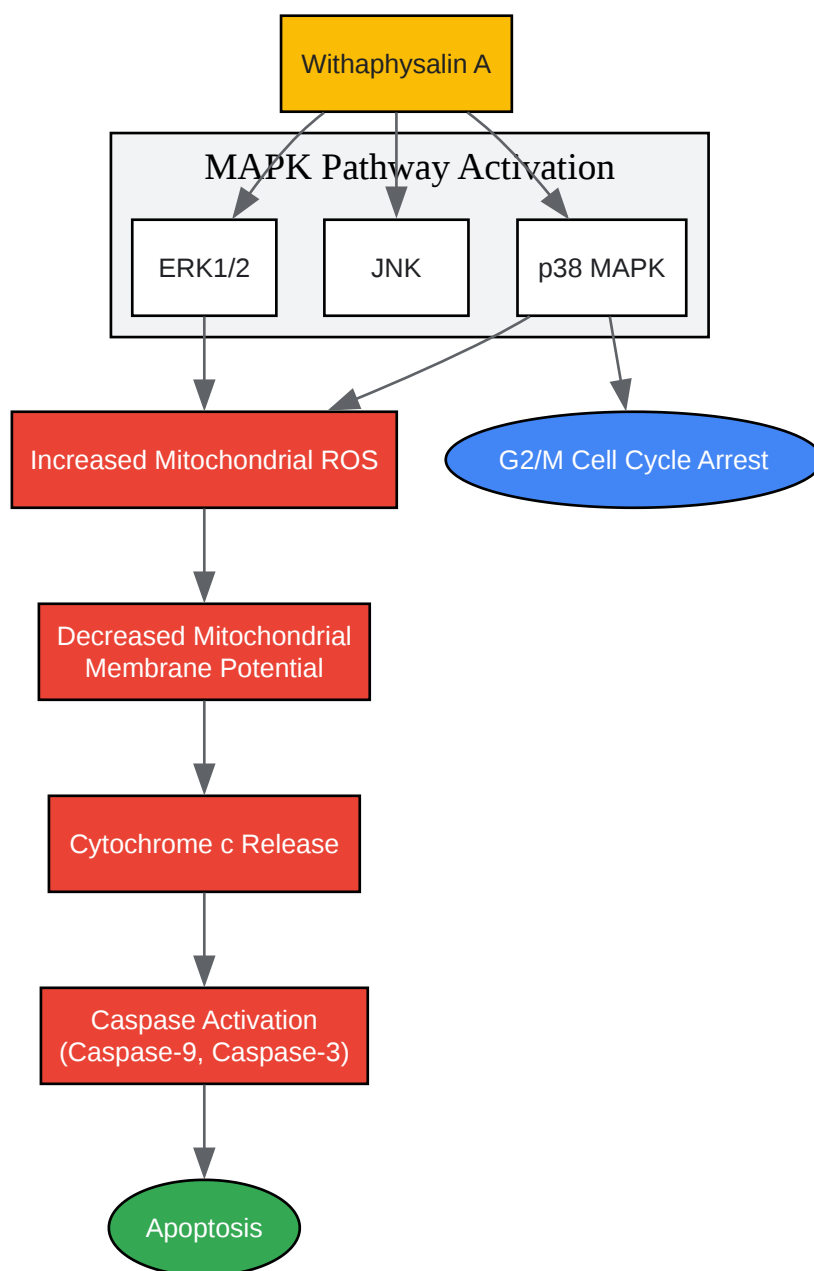 Withaphysalin A
MAPK Pathway Activation
ERK1/2
JNK
p38 MAPK
Increased Mitochondrial ROS
G2/M Cell Cycle Arrest
Decreased Mitochondrial
Membrane Potential
Cytochrome c Release
Caspase Activation
(Caspase-9, Caspase-3)
Apoptosis